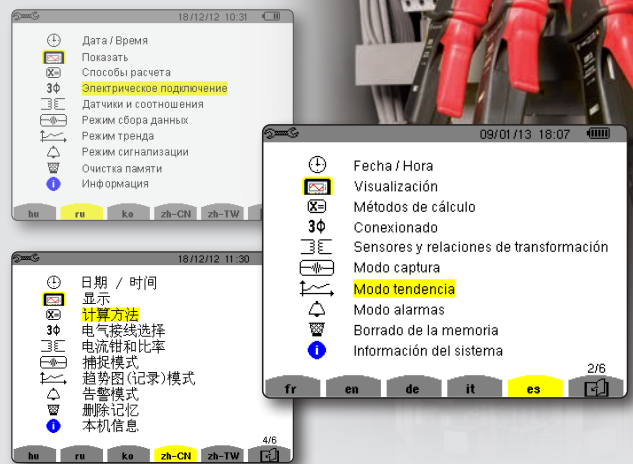 18/12/12 10:31
Дата / Время
Показать
X=
Способы расчета
3Φ
Электрическое подключение
Датчики и соотношения
Режим сбора данных
Режим тренда
Режим сигнализации
Очистка памяти
i
Информация
hu ru ko zh-CN zh-TW
09/01/13 18:07
Fecha / Hora
Visualización
X=
Métodos de cálculo
3Φ
Conexionado
Sensores y relaciones de transformación
Modo captura
Modo tendencia
Modo alarmas
Borrado de la memoria
i
Información del sistema
2/6
fr en de it es
18/12/12 11:30
日期 / 时间
显示
X=
计算方法
3Φ
电气接线选择
电流钳和比率
捕捉模式
趋势图(记录)模式
告警模式
删除记忆
i
本机信息
4/6
hu ru ko zh-CN zh-TW